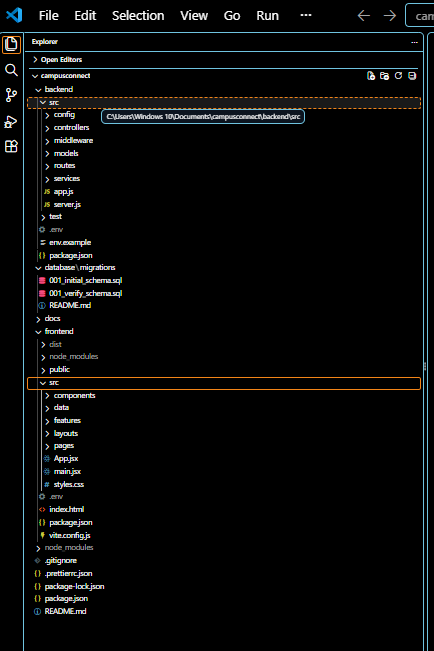 File Edit Selection View Go Run ···
cam
Explorer ···
Open Editors
campusconnect
backend
src
config
C:\Users\Windows 10\Documents\campusconnect\backend\src
controllers
middleware
models
routes
services
JS app.js
JS server.js
test
.env
env.example
{} package.json
database\migrations
001_initial_schema.sql
001_verify_schema.sql
README.md
docs
frontend
dist
node_modules
public
src
components
data
features
layouts
pages
App.jsx
main.jsx
# styles.css
.env
<> index.html
{} package.json
vite.config.js
node_modules
.gitignore
{} .prettierrc.json
{} package-lock.json
{} package.json
README.md